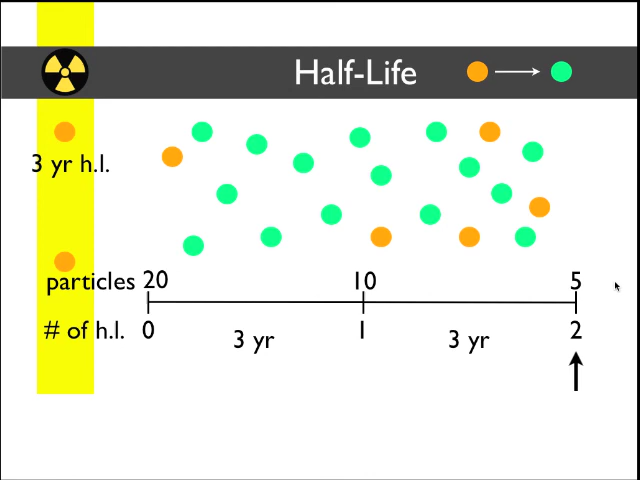 Half-Life
3 yr h.l.
particles 20 10 5
# of h.l. 0 1 2
3 yr 3 yr